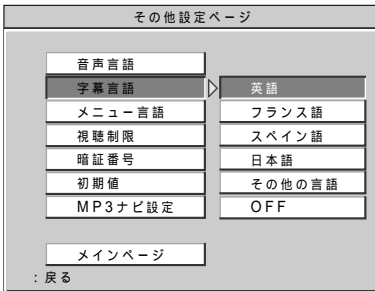 その他設定ページ
音声言語
字幕言語
英語
メニュー言語
フランス語
視聴制限
スペイン語
暗証番号
日本語
初期値
その他の言語
MP3ナビ設定
OFF
メインページ
:戻る